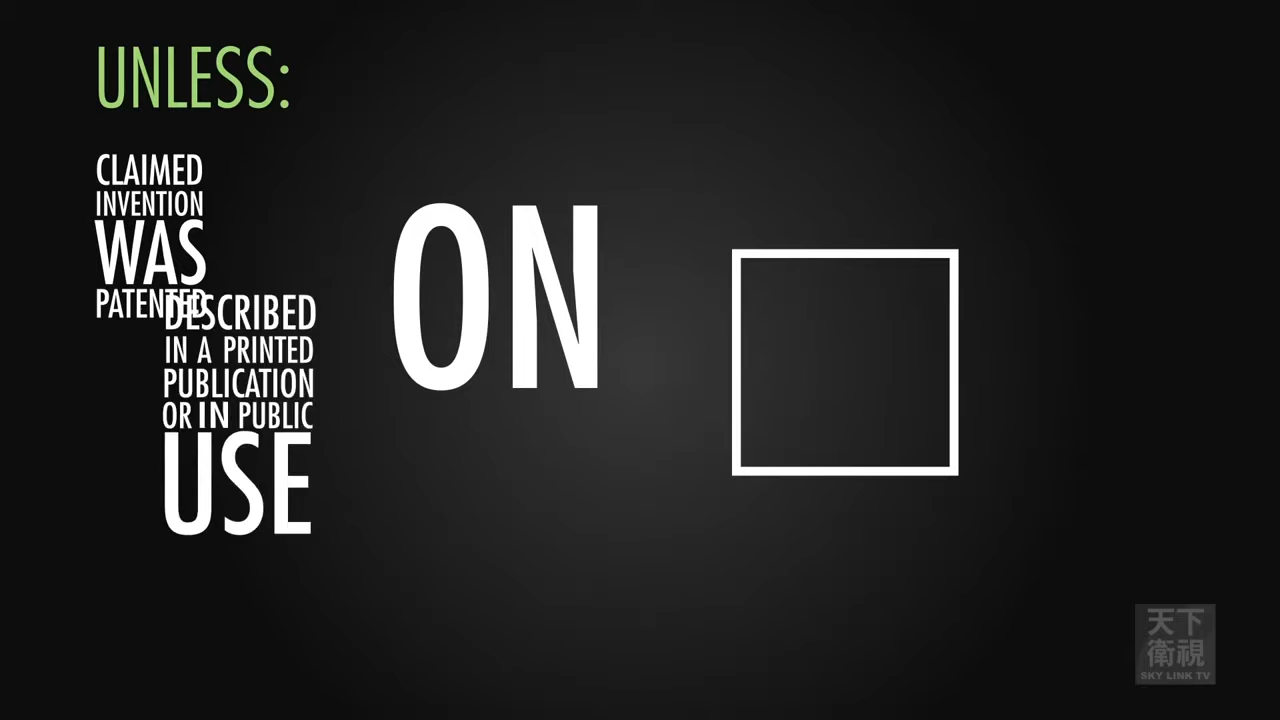 UNLESS:
CLAIMED
INVENTION
WAS
PATENTED
DESCRIBED
IN A PRINTED
PUBLICATION
OR IN PUBLIC
USE
ON
天下
衛視
SKY LINK TV